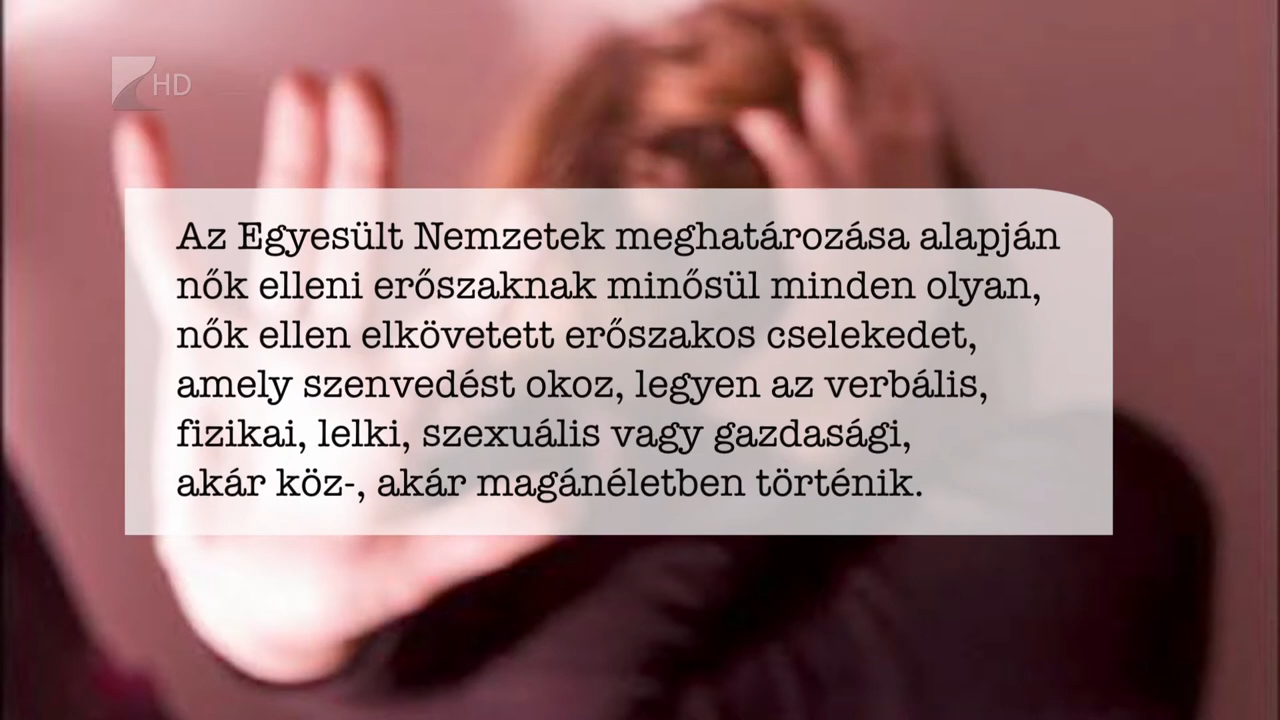 HD
Az Egyesült Nemzetek meghatározása alapján
nők elleni erőszaknak minősül minden olyan,
nők ellen elkövetett erőszakos cselekedet,
amely szenvedést okoz, legyen az verbális,
fizikai, lelki, szexuális vagy gazdasági,
akár köz-, akár magánéletben történik.